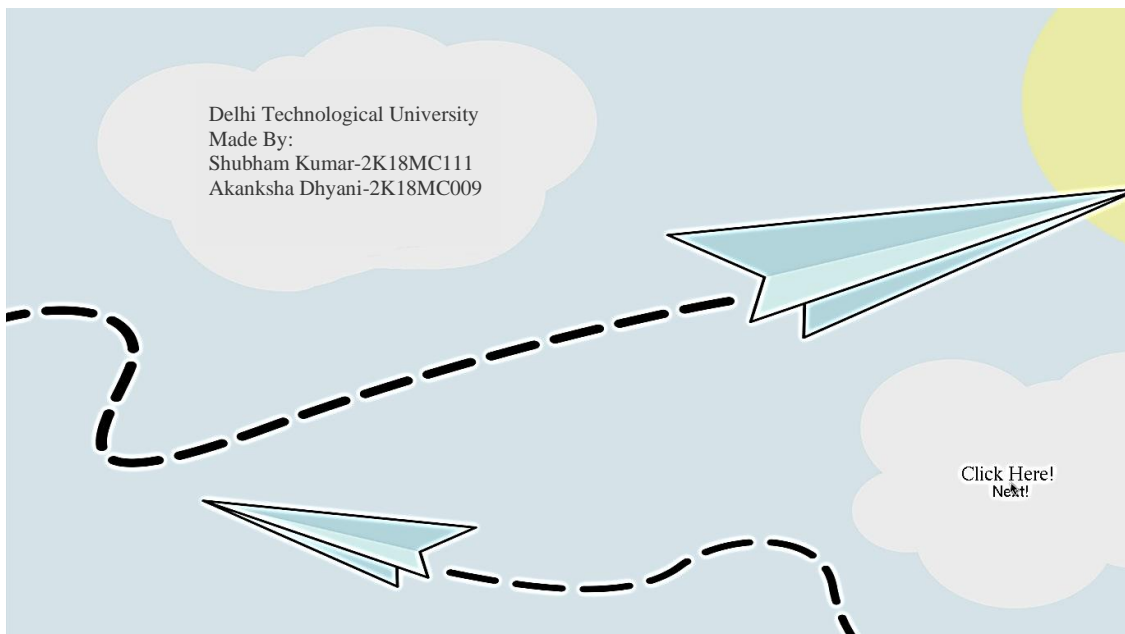 Delhi Technological University
Made By:
Shubham Kumar-2K18MC111
Akanksha Dhyani-2K18MC009
Click Here!
Next!